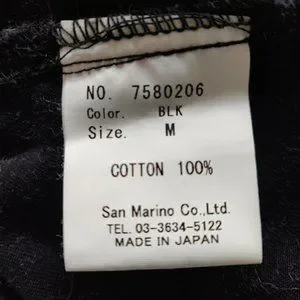 NO. 7580206
Color. BLK
Size. M
COTTON 100%
San Marino Co.,Ltd.
TEL. 03-3634-5122
MADE IN JAPAN